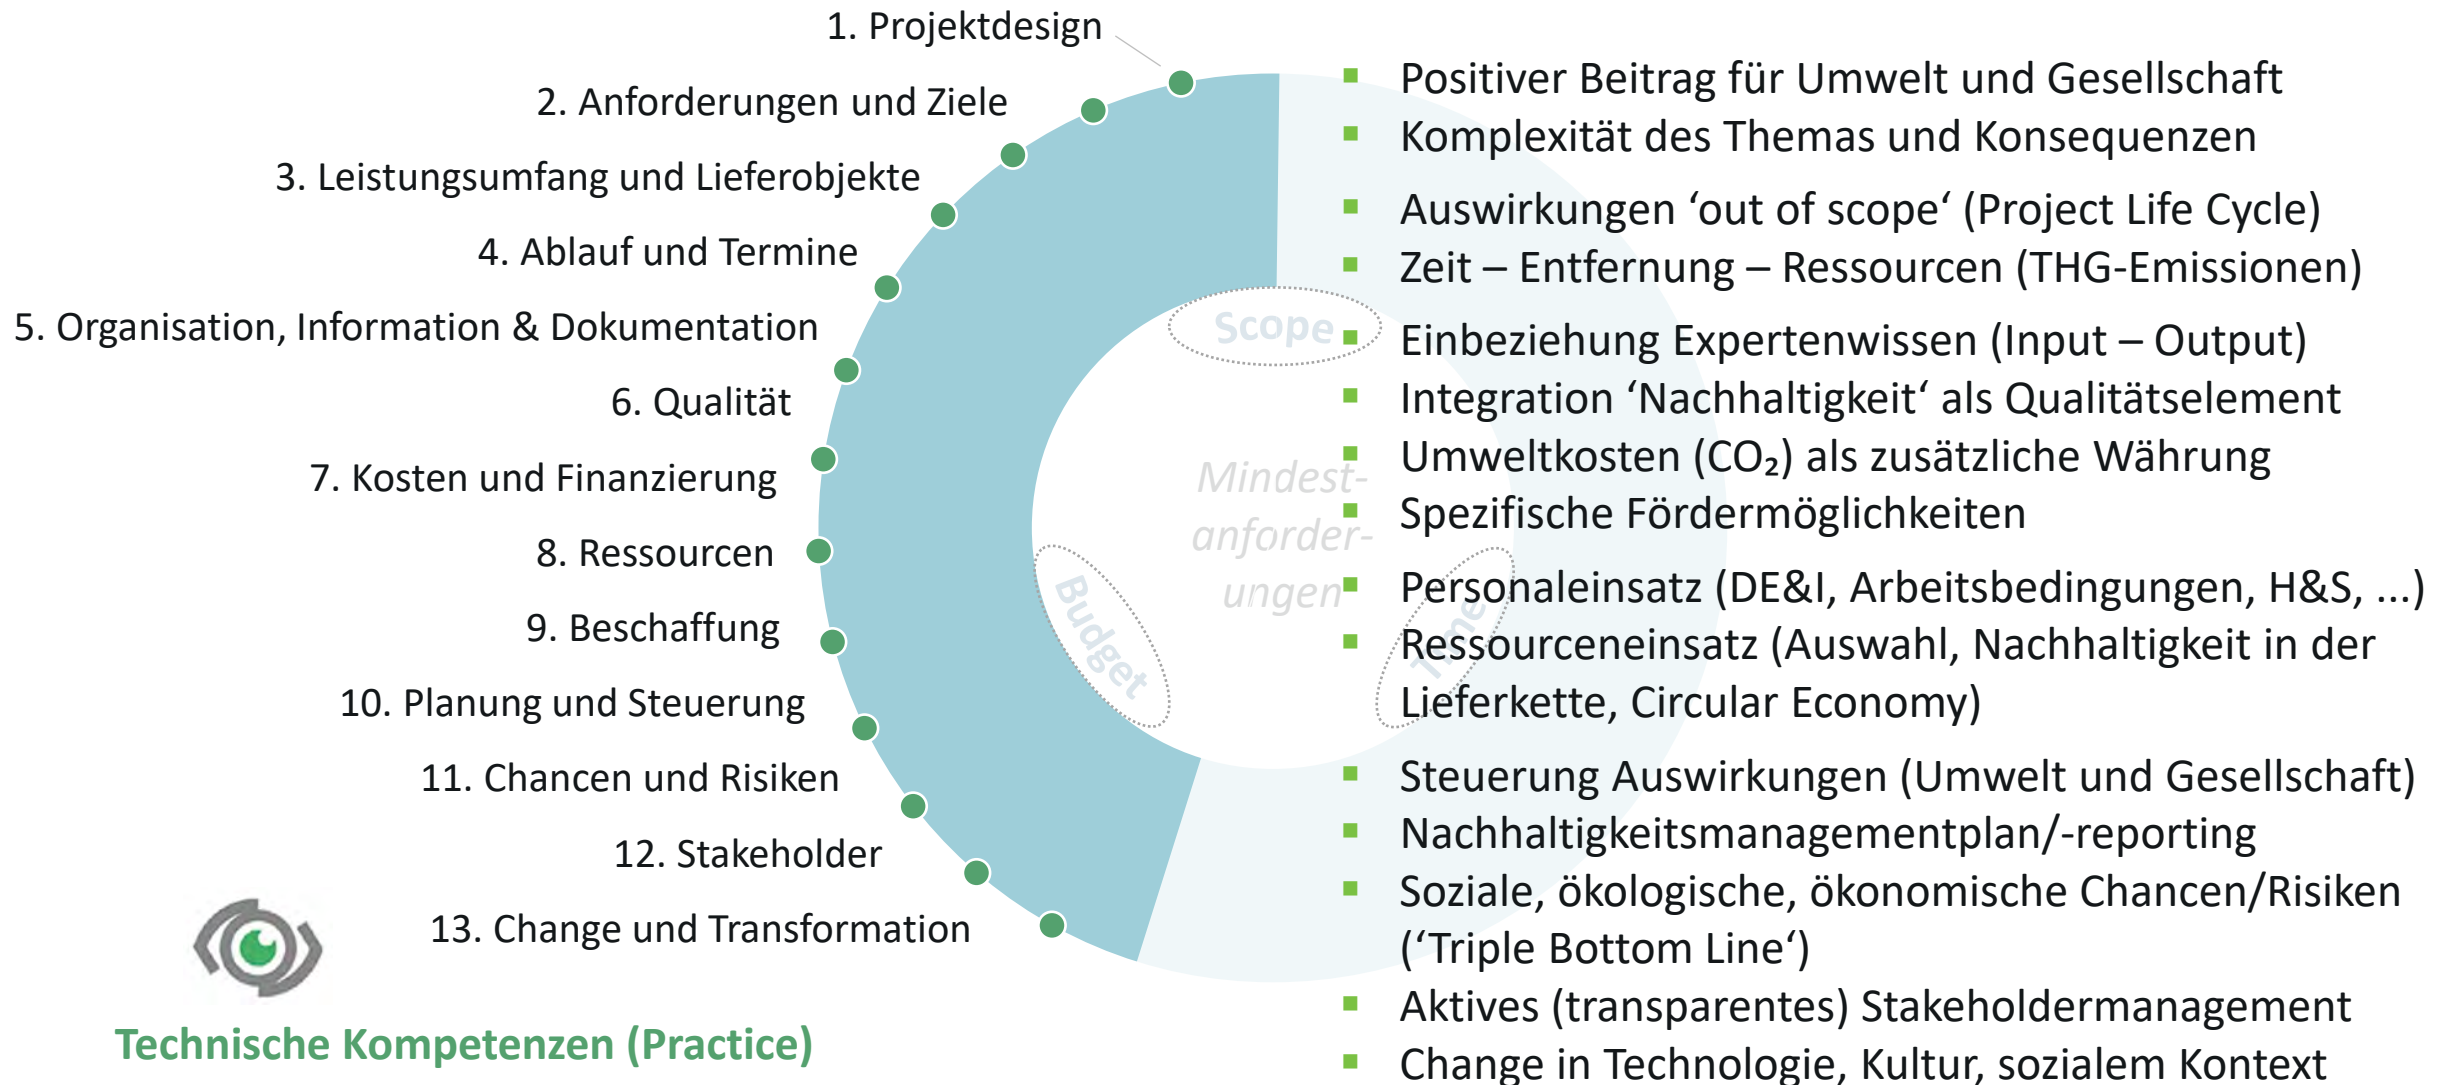 1. Projektdesign
2. Anforderungen und Ziele
3. Leistungsumfang und Lieferobjekte
4. Ablauf und Termine
5. Organisation, Information & Dokumentation
6. Qualität
7. Kosten und Finanzierung
8. Ressourcen
9. Beschaffung
10. Planung und Steuerung
11. Chancen und Risiken
12. Stakeholder
13. Change und Transformation
Technische Kompetenzen (Practice)
Scope
Mindest-
anforder-
ungen
Budget
Time
Positiver Beitrag für Umwelt und Gesellschaft
Komplexität des Themas und Konsequenzen
Auswirkungen ‘out of scope‘ (Project Life Cycle)
Zeit – Entfernung – Ressourcen (THG-Emissionen)
Einbeziehung Expertenwissen (Input – Output)
Integration ‘Nachhaltigkeit‘ als Qualitätselement
Umweltkosten (CO₂) als zusätzliche Währung
Spezifische Fördermöglichkeiten
Personaleinsatz (DE&I, Arbeitsbedingungen, H&S, ...)
Ressourceneinsatz (Auswahl, Nachhaltigkeit in der
Lieferkette, Circular Economy)
Steuerung Auswirkungen (Umwelt und Gesellschaft)
Nachhaltigkeitsmanagementplan/-reporting
Soziale, ökologische, ökonomische Chancen/Risiken
(‘Triple Bottom Line‘)
Aktives (transparentes) Stakeholdermanagement
Change in Technologie, Kultur, sozialem Kontext